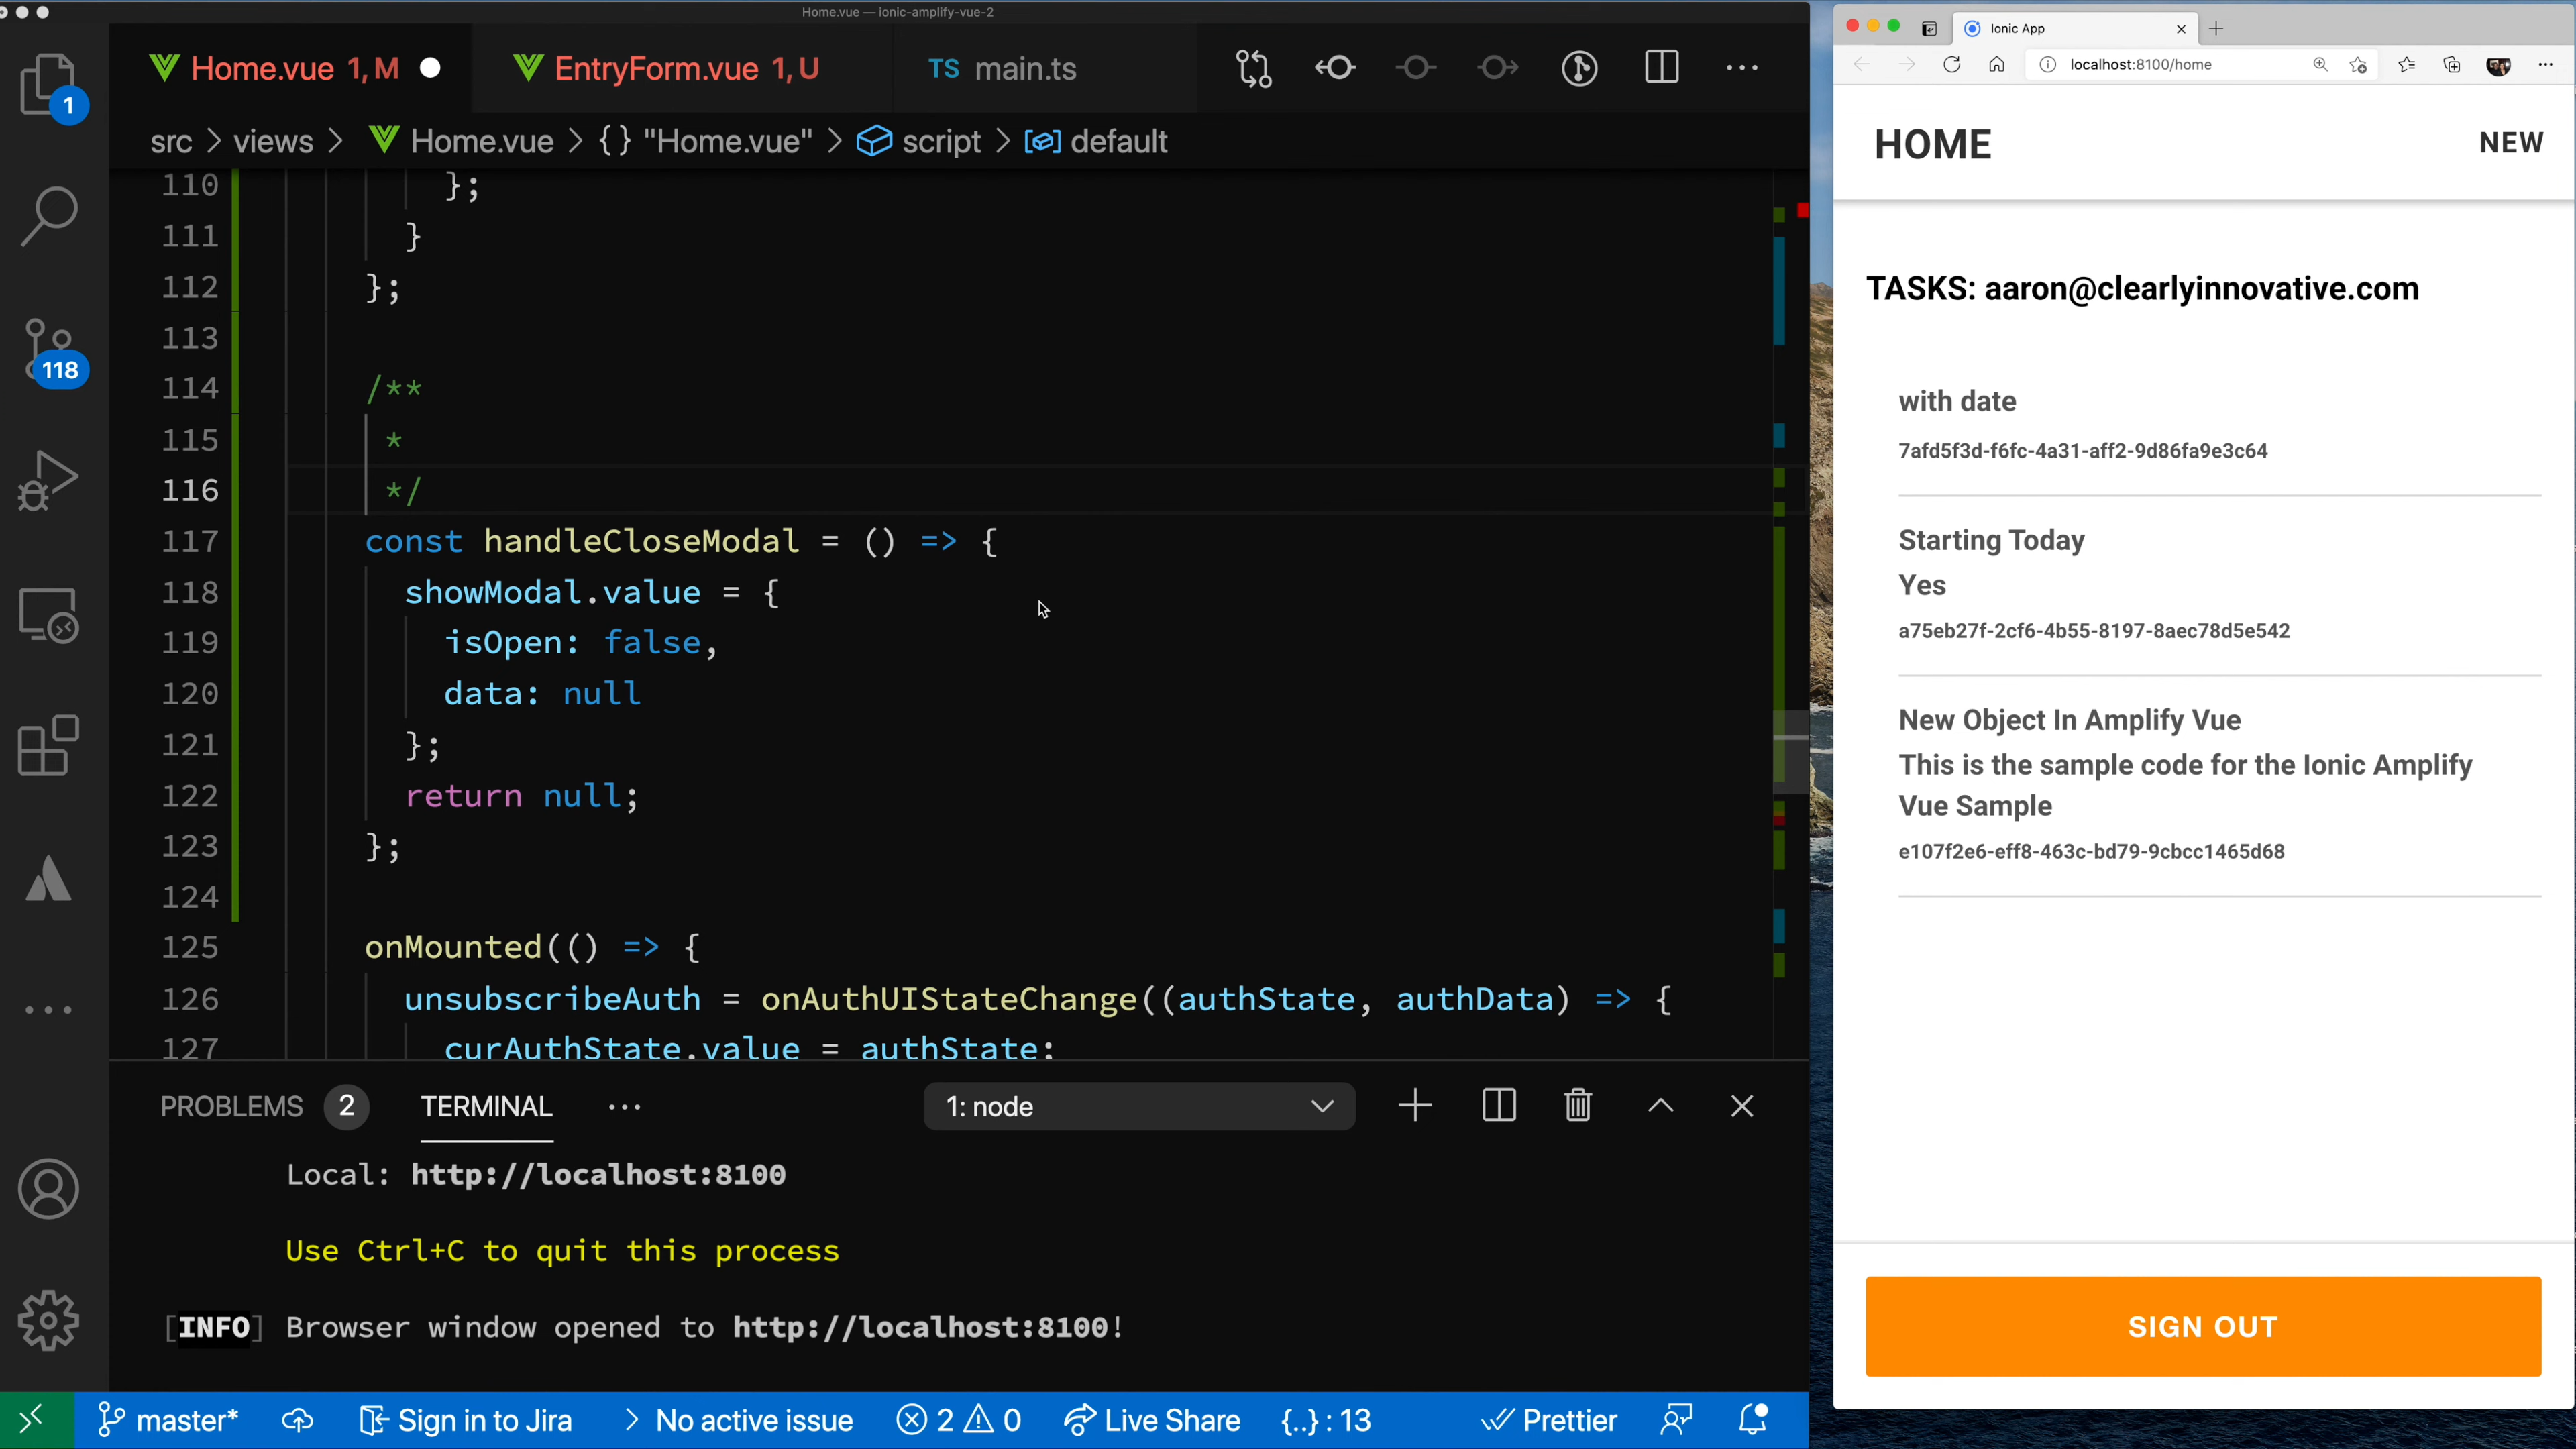 Home.vue — ionic-amplify-vue-2
Home.vue 1, M
EntryForm.vue 1, U
TS main.ts
src > views > Home.vue > {} "Home.vue" > script > default
1
118
110 };
111 }
112 };
113
114 /**
115 *
116 */
117 const handleCloseModal = () => {
118 showModal.value = {
119 isOpen: false,
120 data: null
121 };
122 return null;
123 };
124
125 onMounted(() => {
126 unsubscribeAuth = onAuthUIStateChange((authState, authData) => {
127 curAuthState.value = authState;
PROBLEMS 2 TERMINAL ... 1: node
Local: http://localhost:8100
Use Ctrl+C to quit this process
[INFO] Browser window opened to http://localhost:8100!
master* Sign in to Jira No active issue 2 0 Live Share {..} : 13 Prettier
Ionic App
localhost:8100/home
HOME NEW
TASKS: aaron@clearlyinnovative.com
with date
7afd5f3d-f6fc-4a31-aff2-9d86fa9e3c64
Starting Today
Yes
a75eb27f-2cf6-4b55-8197-8aec78d5e542
New Object In Amplify Vue
This is the sample code for the Ionic Amplify
Vue Sample
e107f2e6-eff8-463c-bd79-9cbcc1465d68
SIGN OUT